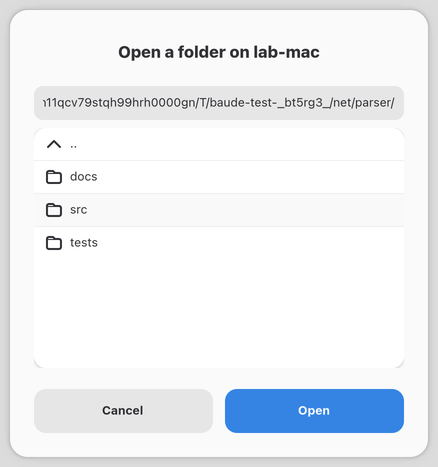 Open a folder on lab-mac
11qcv79stqh99hrh0000gn/T/baude-test-_bt5rg3_/net/parser/
..
docs
src
tests
Cancel
Open